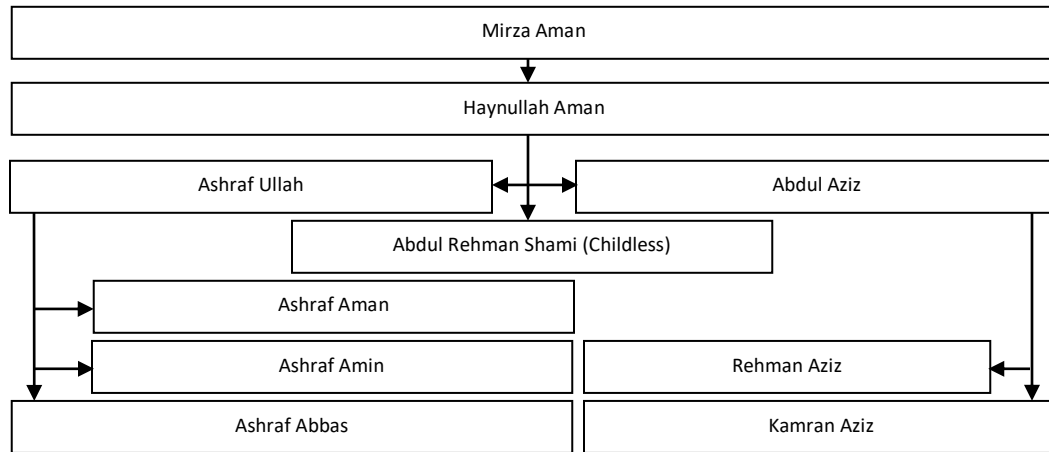 Mirza Aman
Haynullah Aman
Ashraf Ullah
Abdul Aziz
Abdul Rehman Shami (Childless)
Ashraf Aman
Ashraf Amin
Rehman Aziz
Ashraf Abbas
Kamran Aziz